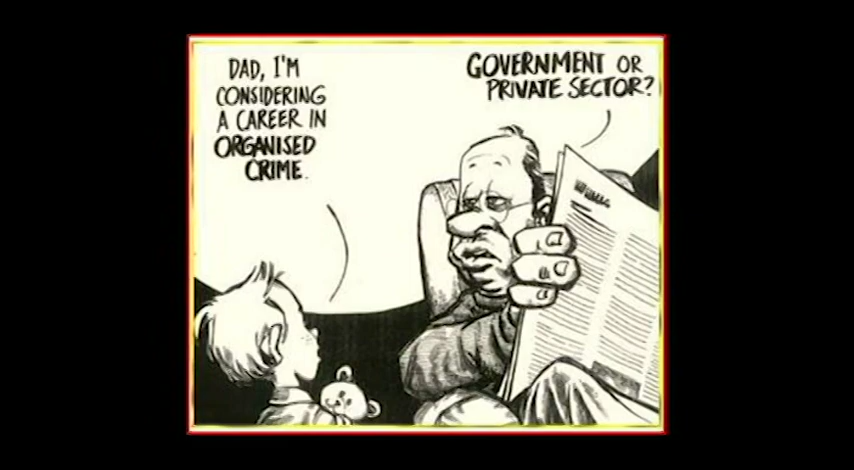 DAD, I'M
CONSIDERING
A CAREER IN
ORGANISED
CRIME.
GOVERNMENT OR
PRIVATE SECTOR?